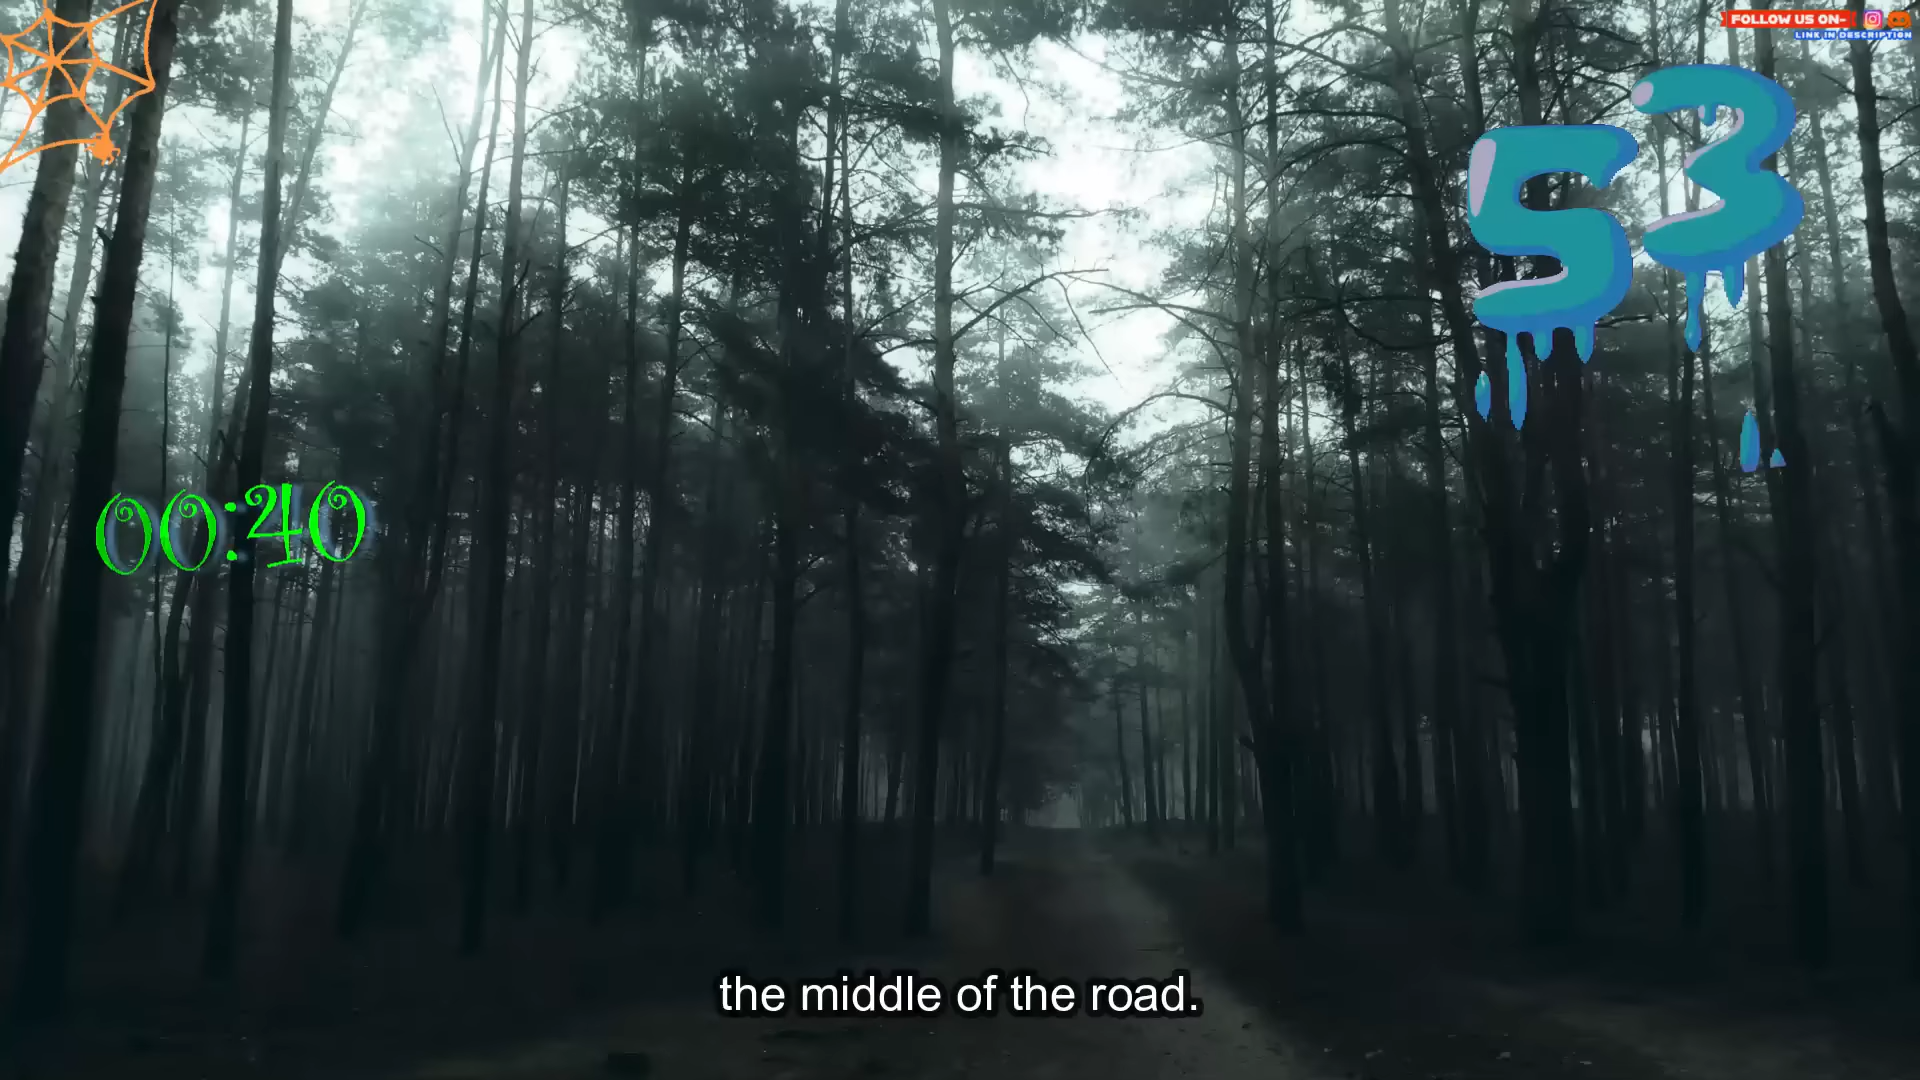 FOLLOW US ON-
LINK IN DESCRIPTION
53
00:40
the middle of the road.